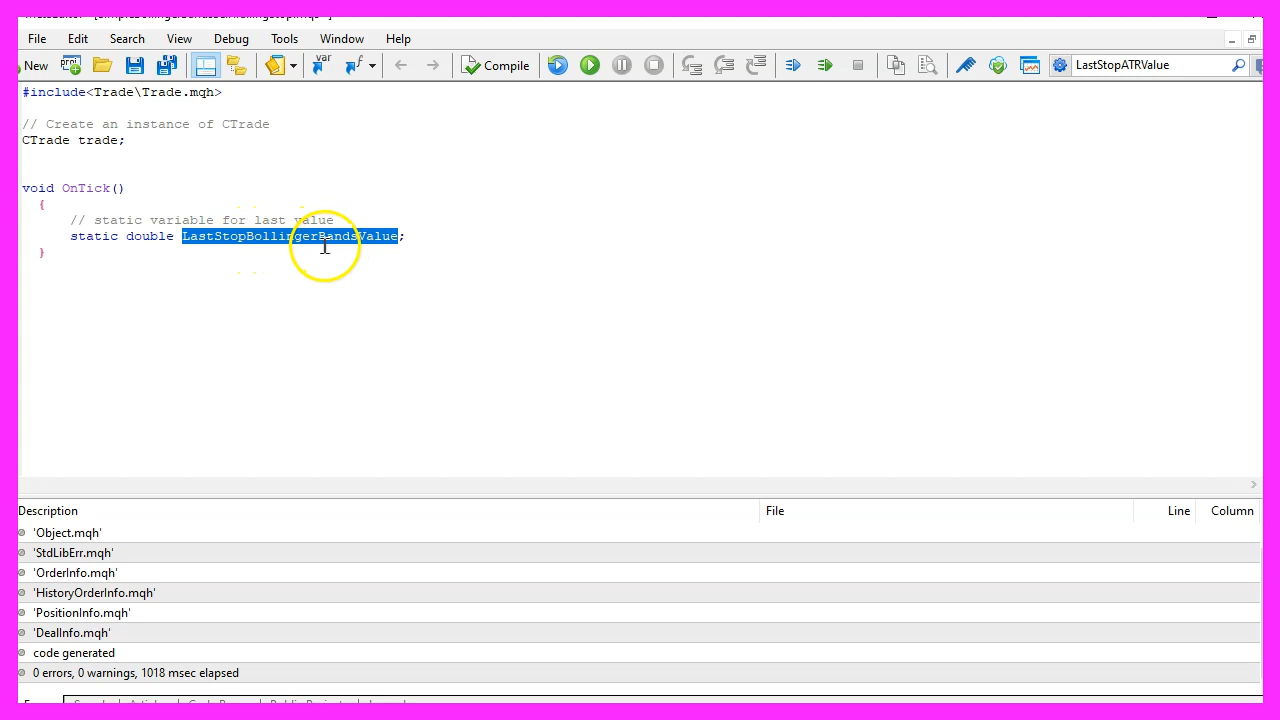 File Edit Search View Debug Tools Window Help
New Compile LastStopATRValue
#include<Trade\Trade.mqh>
// Create an instance of CTrade
CTrade trade;
void OnTick()
{
// static variable for last value
static double LastStopBollingerBandsValue;
}
Description File Line Column
'Object.mqh'
'StdLibErr.mqh'
'OrderInfo.mqh'
'HistoryOrderInfo.mqh'
'PositionInfo.mqh'
'DealInfo.mqh'
code generated
0 errors, 0 warnings, 1018 msec elapsed